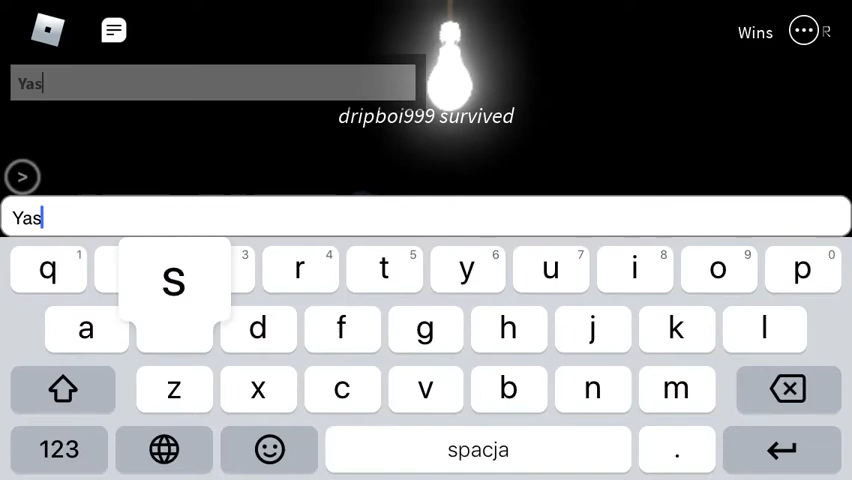 Wins
R
Yas
dripboi999 survived
>
Yas
q 1 3 r 4 t 5 y 6 u 7 i 8 o 9 p 0
s
a d f g h j k l
z x c v b n m
123 spacja .